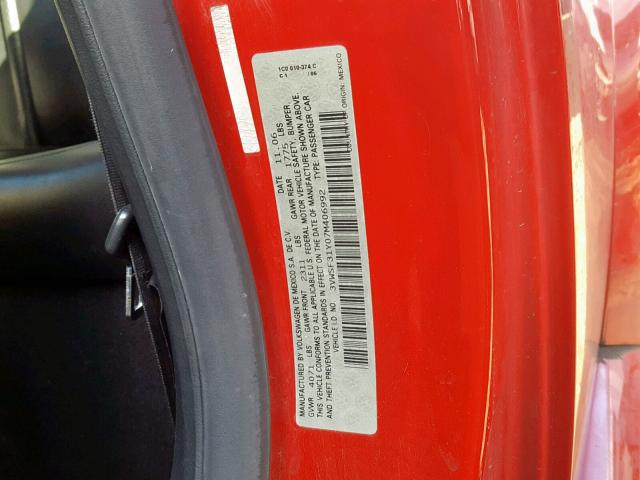 1C0 010-374 C
C 1 /06
MANUFACTURED BY VOLKSWAGEN DE MEXICO S.A. DE C.V. DATE 11.06
GVWR 4071 LBS GAWR FRONT 2311 LBS GAWR REAR 1775 LBS
THIS VEHICLE CONFORMS TO ALL APPLICABLE U.S. FEDERAL MOTOR VEHICLE SAFETY, BUMPER,
AND THEFT PREVENTION STANDARDS IN EFFECT ON THE DATE OF MANUFACTURE SHOWN ABOVE.
VEHICLE I.D. NO. 3VWSF31Y07M406992 TYPE: PASSENGER CAR
ORIGIN: MEXICO